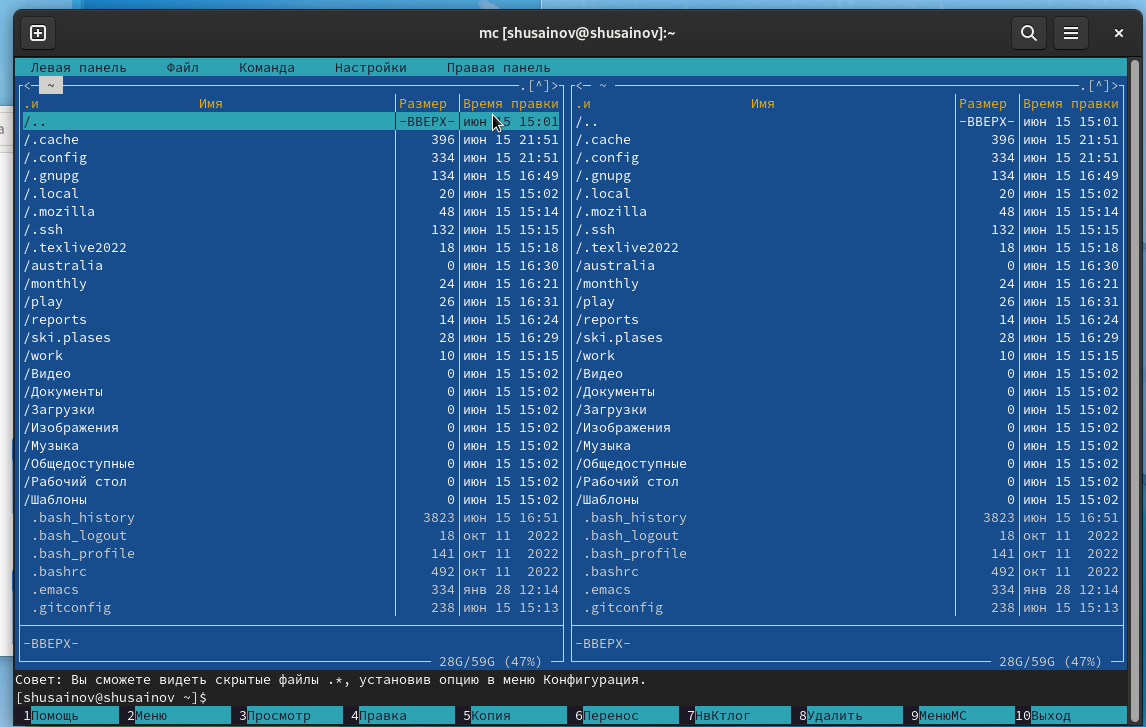 mc [shusainov@shusainov]:~
Левая панель Файл Команда Настройки Правая панель
<— ~ .[^]> <— ~ .[^]>
.и Имя Размер Время правки .и Имя Размер Время правки
/.. -ВВЕРХ- июн 15 15:01 /.. -ВВЕРХ- июн 15 15:01
/.cache 396 июн 15 21:51 /.cache 396 июн 15 21:51
/.config 334 июн 15 21:51 /.config 334 июн 15 21:51
/.gnupg 134 июн 15 16:49 /.gnupg 134 июн 15 16:49
/.local 20 июн 15 15:02 /.local 20 июн 15 15:02
/.mozilla 48 июн 15 15:14 /.mozilla 48 июн 15 15:14
/.ssh 132 июн 15 15:15 /.ssh 132 июн 15 15:15
/.texlive2022 18 июн 15 15:18 /.texlive2022 18 июн 15 15:18
/australia 0 июн 15 16:30 /australia 0 июн 15 16:30
/monthly 24 июн 15 16:21 /monthly 24 июн 15 16:21
/play 26 июн 15 16:31 /play 26 июн 15 16:31
/reports 14 июн 15 16:24 /reports 14 июн 15 16:24
/ski.plases 28 июн 15 16:29 /ski.plases 28 июн 15 16:29
/work 10 июн 15 15:15 /work 10 июн 15 15:15
/Видео 0 июн 15 15:02 /Видео 0 июн 15 15:02
/Документы 0 июн 15 15:02 /Документы 0 июн 15 15:02
/Загрузки 0 июн 15 15:02 /Загрузки 0 июн 15 15:02
/Изображения 0 июн 15 15:02 /Изображения 0 июн 15 15:02
/Музыка 0 июн 15 15:02 /Музыка 0 июн 15 15:02
/Общедоступные 0 июн 15 15:02 /Общедоступные 0 июн 15 15:02
/Рабочий стол 0 июн 15 15:02 /Рабочий стол 0 июн 15 15:02
/Шаблоны 0 июн 15 15:02 /Шаблоны 0 июн 15 15:02
.bash_history 3823 июн 15 16:51 .bash_history 3823 июн 15 16:51
.bash_logout 18 окт 11 2022 .bash_logout 18 окт 11 2022
.bash_profile 141 окт 11 2022 .bash_profile 141 окт 11 2022
.bashrc 492 окт 11 2022 .bashrc 492 окт 11 2022
.emacs 334 янв 28 12:14 .emacs 334 янв 28 12:14
.gitconfig 238 июн 15 15:13 .gitconfig 238 июн 15 15:13
-ВВЕРХ- -ВВЕРХ-
28G/59G (47%) 28G/59G (47%)
Совет: Вы сможете видеть скрытые файлы .*, установив опцию в меню Конфигурация.
[shusainov@shusainov ~]$
1Помощь 2Меню 3Просмотр 4Правка 5Копия 6Перенос 7НвКтлог 8Удалить 9МенюМС 10Выход